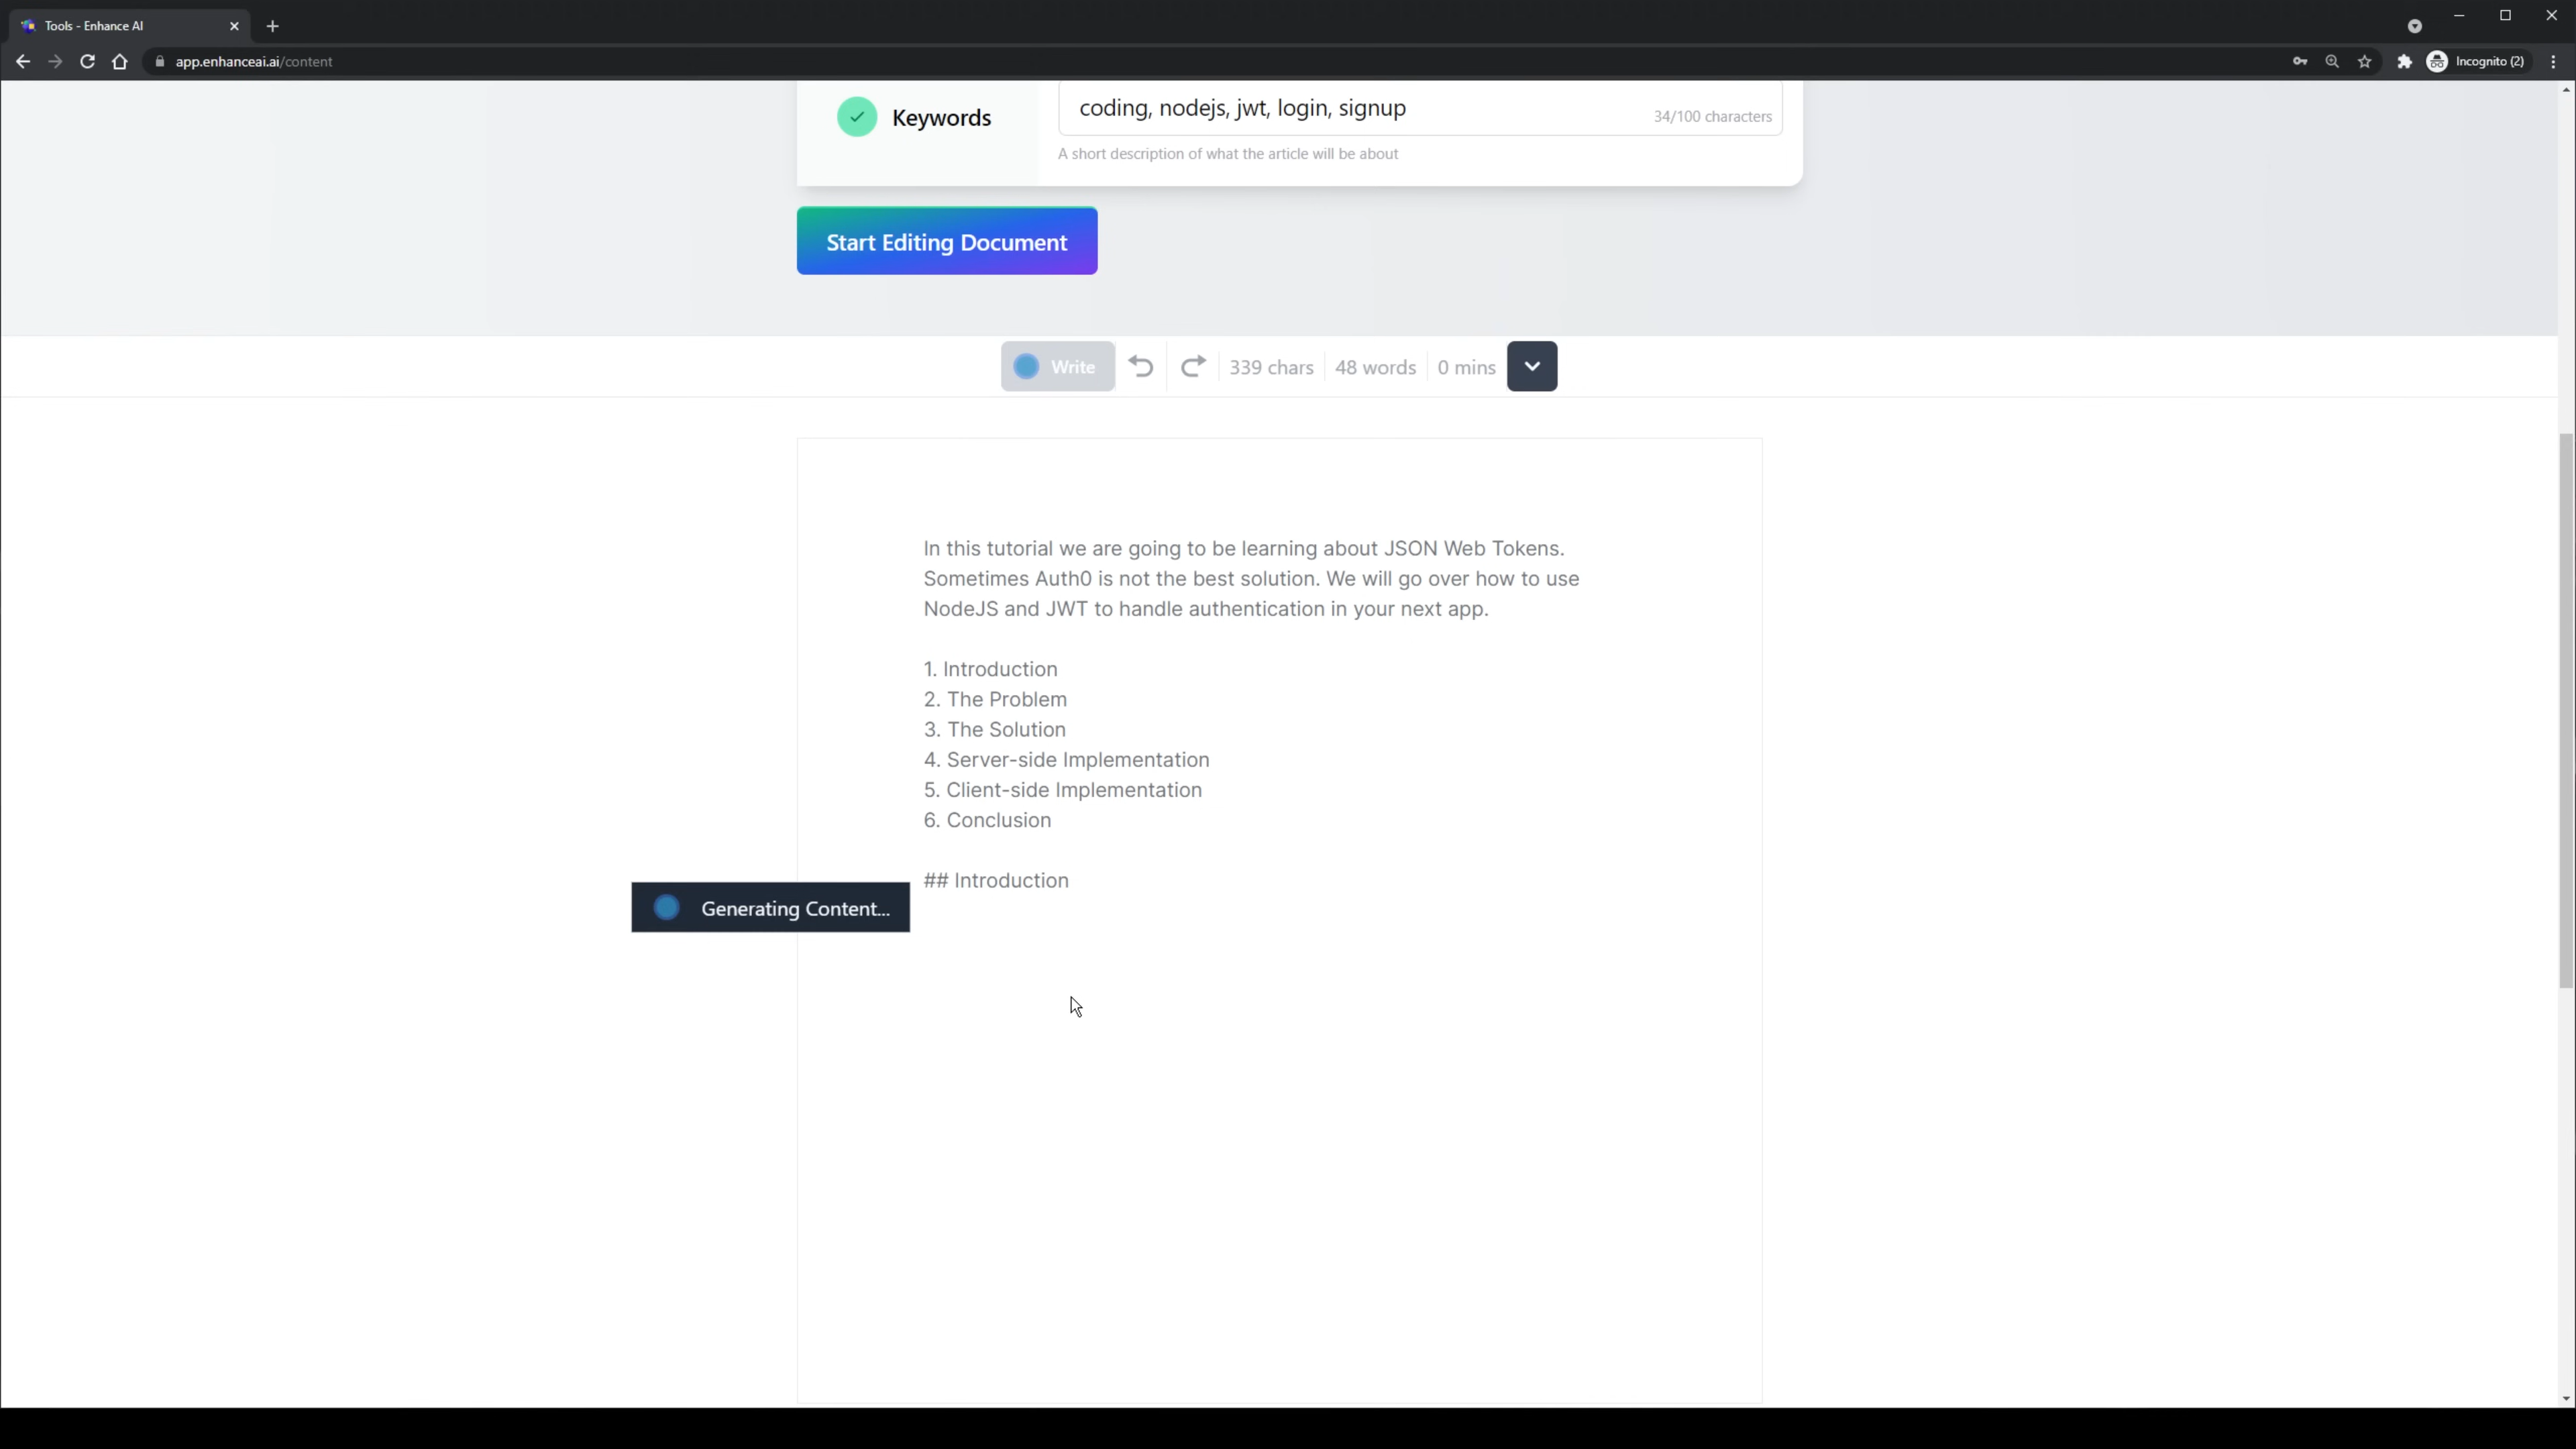 Tools - Enhance AI
app.enhanceai.ai/content
Incognito (2)
Keywords
coding, nodejs, jwt, login, signup
34/100 characters
A short description of what the article will be about
Start Editing Document
Write
339 chars
48 words
0 mins
In this tutorial we are going to be learning about JSON Web Tokens.
Sometimes Auth0 is not the best solution. We will go over how to use
NodeJS and JWT to handle authentication in your next app.
1. Introduction
2. The Problem
3. The Solution
4. Server-side Implementation
5. Client-side Implementation
6. Conclusion
## Introduction
Generating Content...